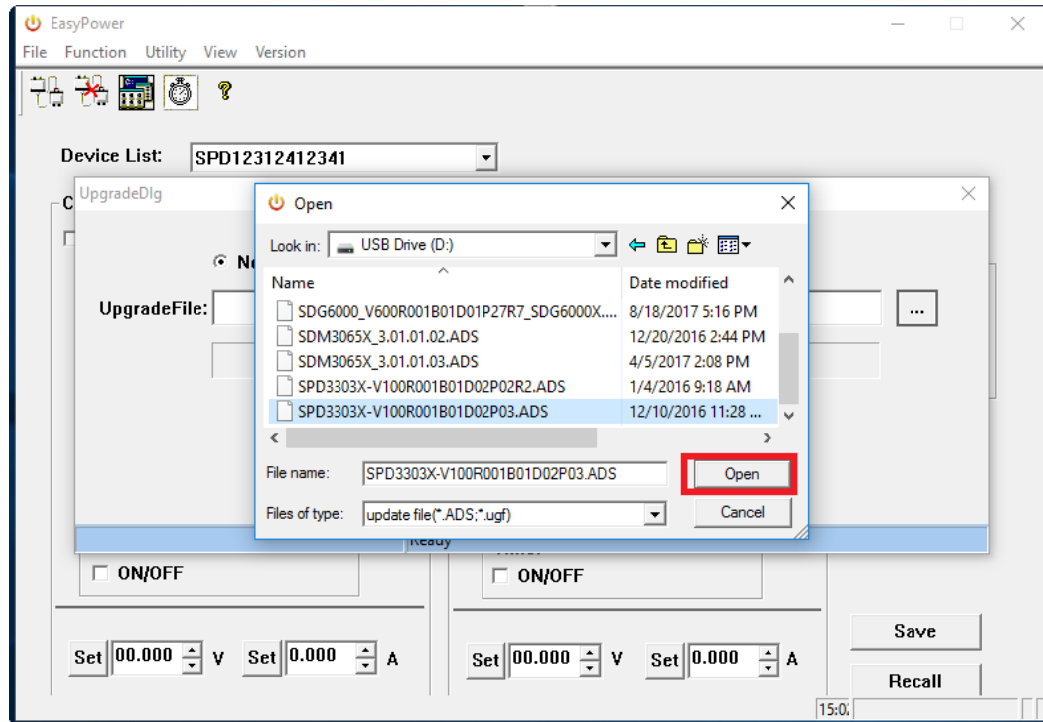 EasyPower
File Function Utility View Version
Device List: SPD12312412341
UpgradeDlg
Open
Look in: USB Drive (D:)
Name Date modified
SDG6000_V600R001B01D01P27R7_SDG6000X.... 8/18/2017 5:16 PM
SDM3065X_3.01.01.02.ADS 12/20/2016 2:44 PM
SDM3065X_3.01.01.03.ADS 4/5/2017 2:08 PM
SPD3303X-V100R001B01D02P02R2.ADS 1/4/2016 9:18 AM
SPD3303X-V100R001B01D02P03.ADS 12/10/2016 11:28 ...
UpgradeFile: ...
File name: SPD3303X-V100R001B01D02P03.ADS Open
Files of type: update file(*.ADS;*.ugf) Cancel
Ready
ON/OFF ON/OFF
Set 00.000 V Set 0.000 A Set 00.000 V Set 0.000 A
Save
Recall